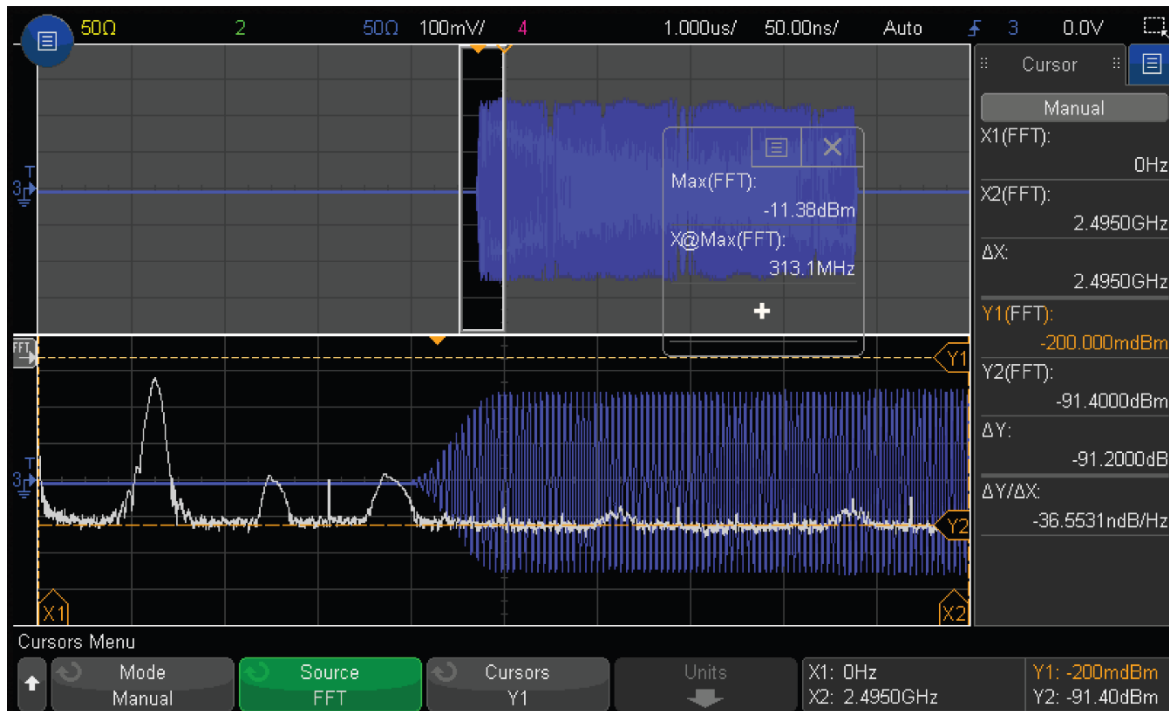 50Ω 2 50Ω 100mV/ 4 1.000us/ 50.00ns/ Auto 3 0.0V
Cursor
Manual
X1(FFT):
0Hz
X2(FFT):
2.4950GHz
ΔX:
2.4950GHz
Y1(FFT):
-200.000mdBm
Y2(FFT):
-91.4000dBm
ΔY:
-91.2000dB
ΔY/ΔX:
-36.5531ndB/Hz
T
3
Max(FFT):
-11.38dBm
X@Max(FFT):
313.1MHz
FFT
Y1
T
3
Y2
X1
X2
Cursors Menu
Mode
Manual
Source
FFT
Cursors
Y1
Units
X1: 0Hz
X2: 2.4950GHz
Y1: -200mdBm
Y2: -91.40dBm